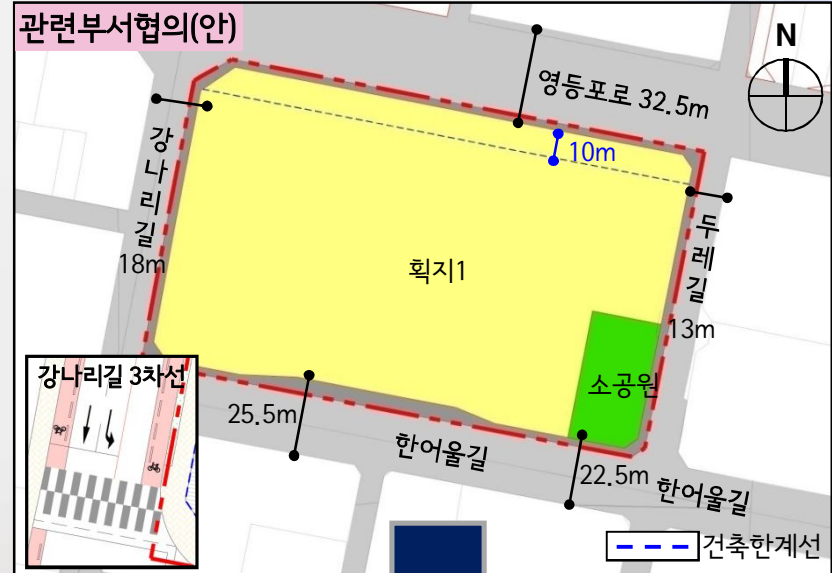 관련부서협의(안)
N
영등포로 32.5m
10m
강나리길
18m
두레길
13m
획지1
소공원
강나리길 3차선
25.5m
한어울길
22.5m
한어울길
건축한계선